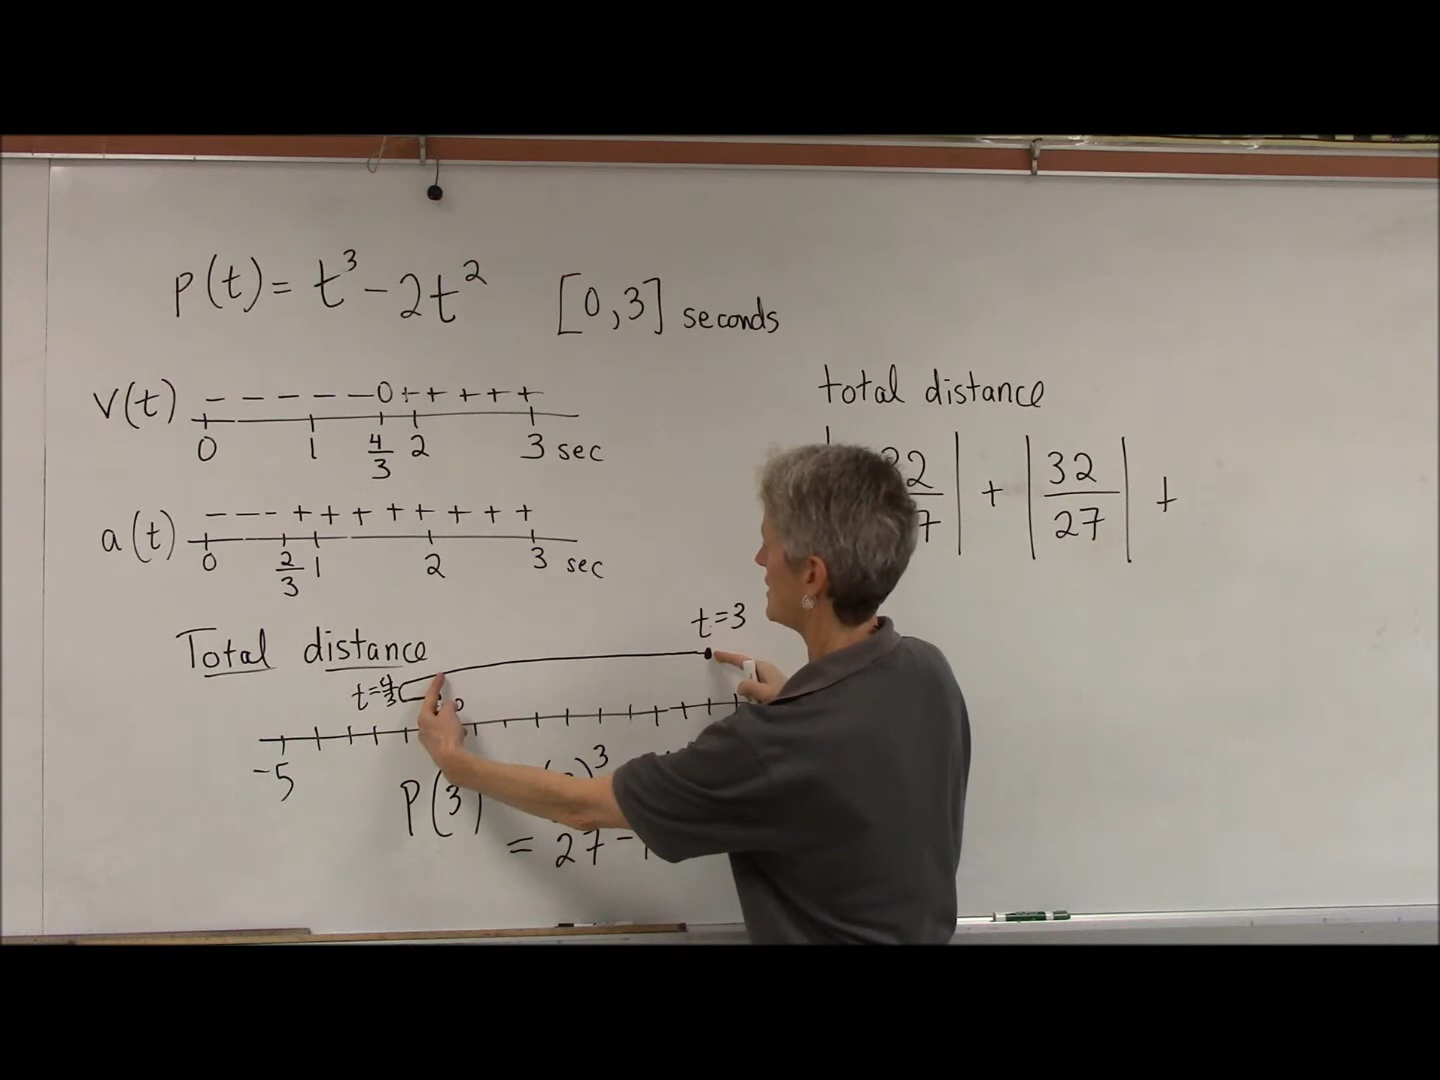 p(t) = t³ - 2t² [0,3] seconds
v(t) - - - - - - 0 + + + + +
0 1 4/3 2 3 sec
a(t) - - - + + + + + + + +
0 2/3 1 2 3 sec
Total distance
t = 4/3
t = 3
-5
P(3)
= 27 -
total distance
| + |32/27| +